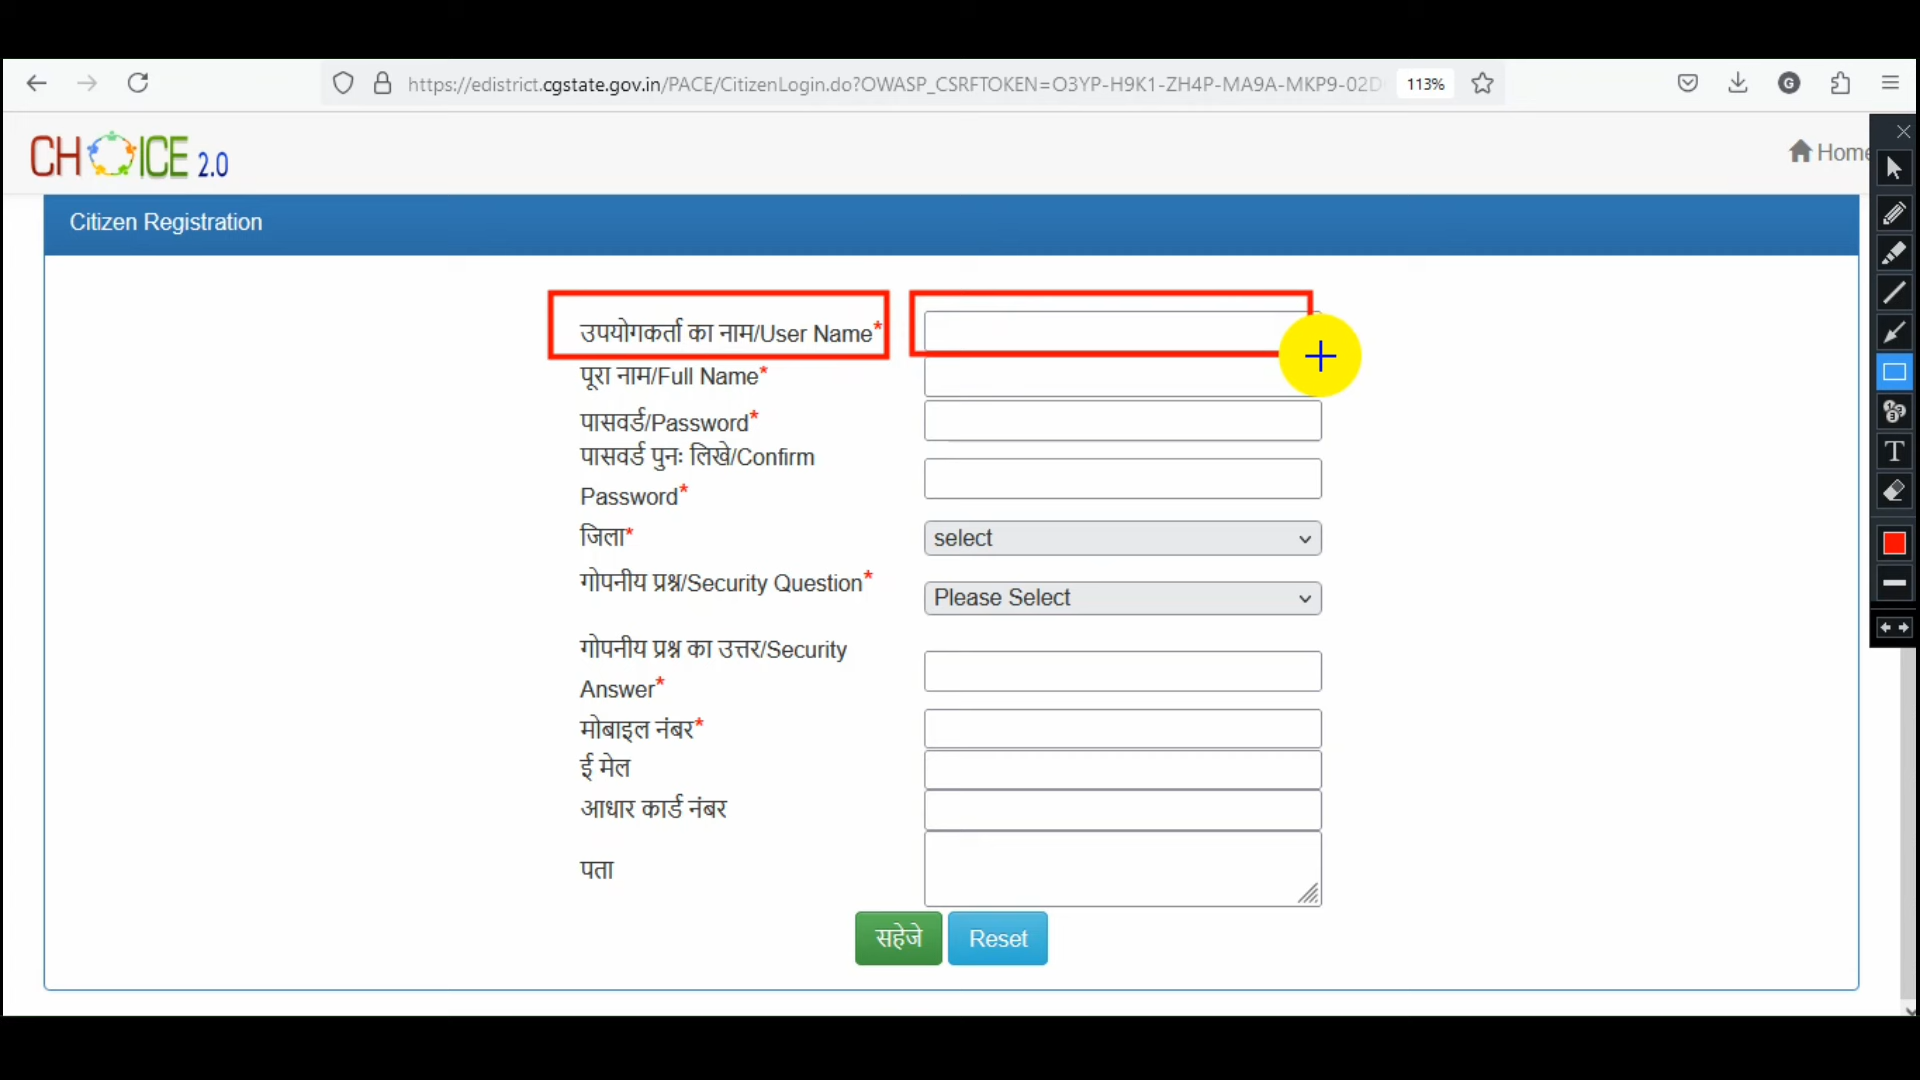 https://edistrict.cgstate.gov.in/PACE/CitizenLogin.do?OWASP_CSRFTOKEN=O3YP-H9K1-ZH4P-MA9A-MKP9-02D
113%
G
CHOICE 2.0
Home
Citizen Registration
उपयोगकर्ता का नाम/User Name*
पूरा नाम/Full Name*
पासवर्ड/Password*
पासवर्ड पुनः लिखे/Confirm
Password*
जिला*
select
गोपनीय प्रश्न/Security Question*
Please Select
गोपनीय प्रश्न का उत्तर/Security
Answer*
मोबाइल नंबर*
ई मेल
आधार कार्ड नंबर
पता
सहेजे
Reset
T